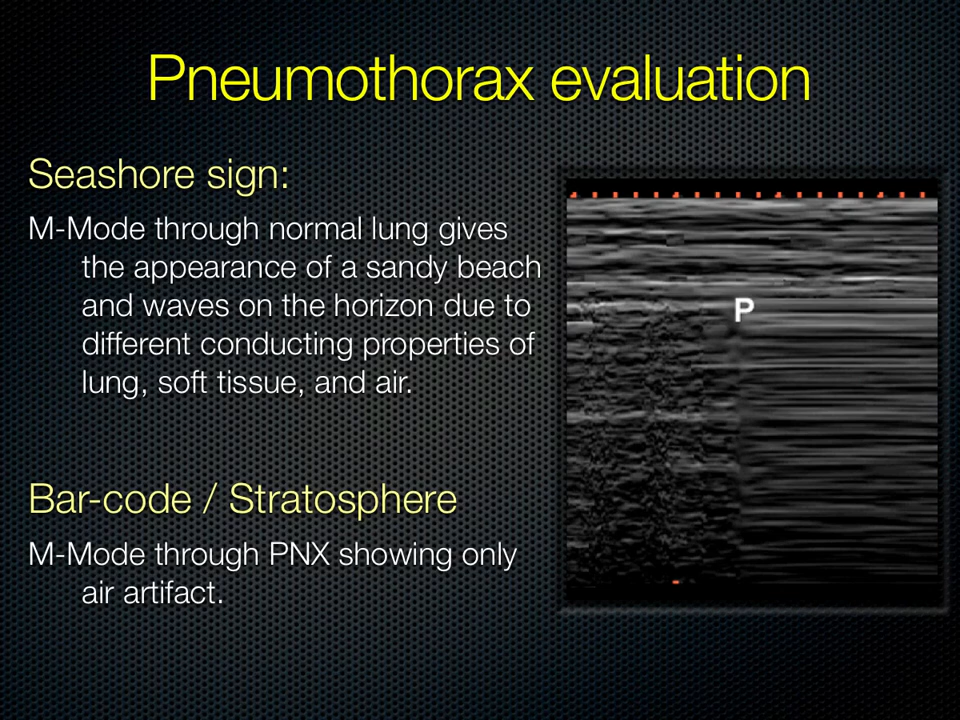 Pneumothorax evaluation
Seashore sign:
M-Mode through normal lung gives
the appearance of a sandy beach
and waves on the horizon due to
different conducting properties of
lung, soft tissue, and air.
P
Bar-code / Stratosphere
M-Mode through PNX showing only
air artifact.